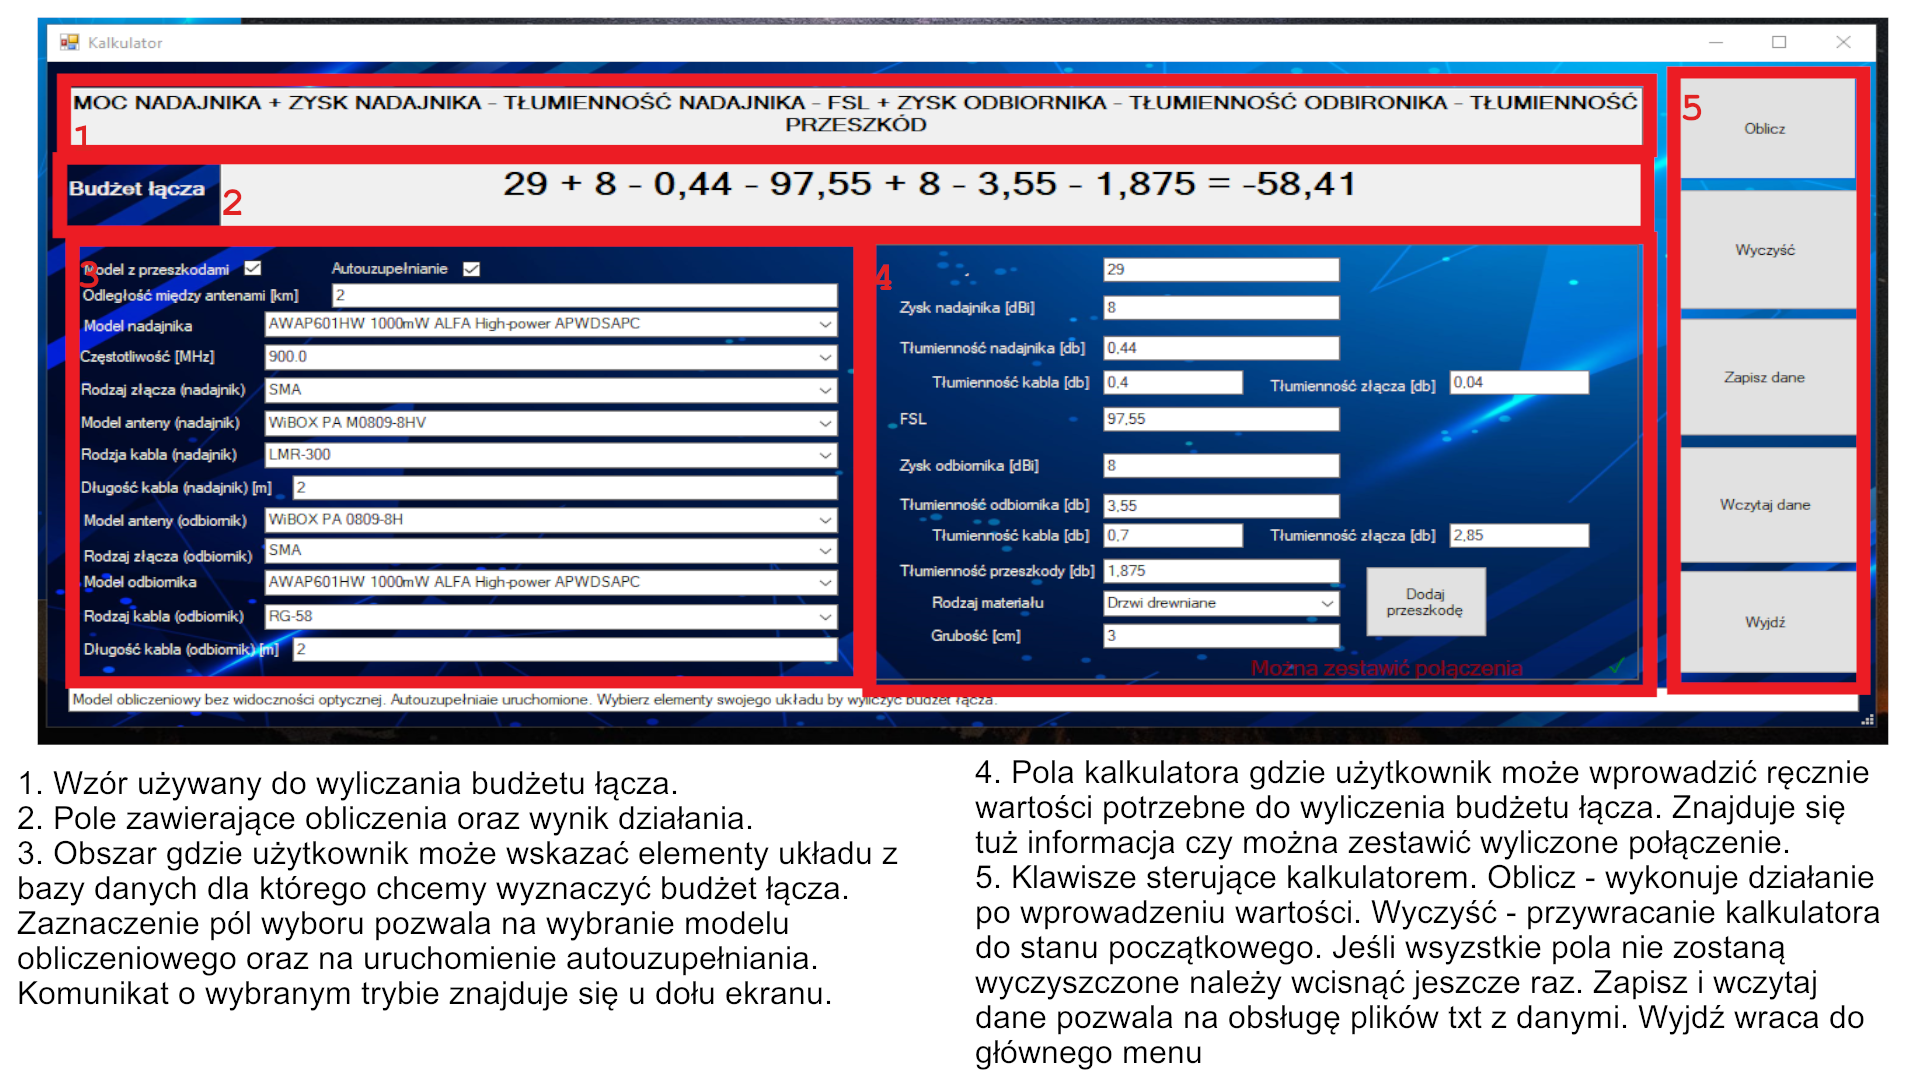 Kalkulator
MOC NADAJNIKA + ZYSK NADAJNIKA - TŁUMIENNOŚĆ NADAJNIKA - FSL + ZYSK ODBIORNIKA - TŁUMIENNOŚĆ ODBIRONIKA - TŁUMIENNOŚĆ
PRZESZKÓD
1
Budżet łącza
2
29 + 8 - 0,44 - 97,55 + 8 - 3,55 - 1,875 = -58,41
3
Model z przeszkodami
Autouzupełnianie
Odległość między antenami [km]
2
Model nadajnika
AWAP601HW 1000mW ALFA High-power APWDSAPC
Częstotliwość [MHz]
900.0
Rodzaj złącza (nadajnik)
SMA
Model anteny (nadajnik)
WiBOX PA M0809-8HV
Rodzja kabla (nadajnik)
LMR-300
Długość kabla (nadajnik) [m]
2
Model anteny (odbiornik)
WiBOX PA 0809-8H
Rodzaj złącza (odbiornik)
SMA
Model odbiornika
AWAP601HW 1000mW ALFA High-power APWDSAPC
Rodzaj kabla (odbiornik)
RG-58
Długość kabla (odbiornik) [m]
2
4
29
Zysk nadajnika [dBi]
8
Tłumienność nadajnika [db]
0,44
Tłumienność kabla [db]
0,4
Tłumienność złącza [db]
0,04
FSL
97,55
Zysk odbiornika [dBi]
8
Tłumienność odbiornika [db]
3,55
Tłumienność kabla [db]
0,7
Tłumienność złącza [db]
2,85
Tłumienność przeszkody [db]
1,875
Rodzaj materiału
Drzwi drewniane
Grubość [cm]
3
Dodaj
przeszkodę
Można zestawić połączenia
5
Oblicz
Wyczyść
Zapisz dane
Wczytaj dane
Wyjdź
Model obliczeniowy bez widoczności optycznej. Autouzupełniaie uruchomione. Wybierz elementy swojego układu by wyliczyć budżet łącza.
1. Wzór używany do wyliczania budżetu łącza.
2. Pole zawierające obliczenia oraz wynik działania.
3. Obszar gdzie użytkownik może wskazać elementy układu z
bazy danych dla którego chcemy wyznaczyć budżet łącza.
Zaznaczenie pól wyboru pozwala na wybranie modelu
obliczeniowego oraz na uruchomienie autouzupełniania.
Komunikat o wybranym trybie znajduje się u dołu ekranu.
4. Pola kalkulatora gdzie użytkownik może wprowadzić ręcznie
wartości potrzebne do wyliczenia budżetu łącza. Znajduje się
tuż informacja czy można zestawić wyliczone połączenie.
5. Klawisze sterujące kalkulatorem. Oblicz - wykonuje działanie
po wprowadzeniu wartości. Wyczyść - przywracanie kalkulatora
do stanu początkowego. Jeśli wsyzstkie pola nie zostaną
wyczyszczone należy wcisnąć jeszcze raz. Zapisz i wczytaj
dane pozwala na obsługę plików txt z danymi. Wyjdź wraca do
głównego menu